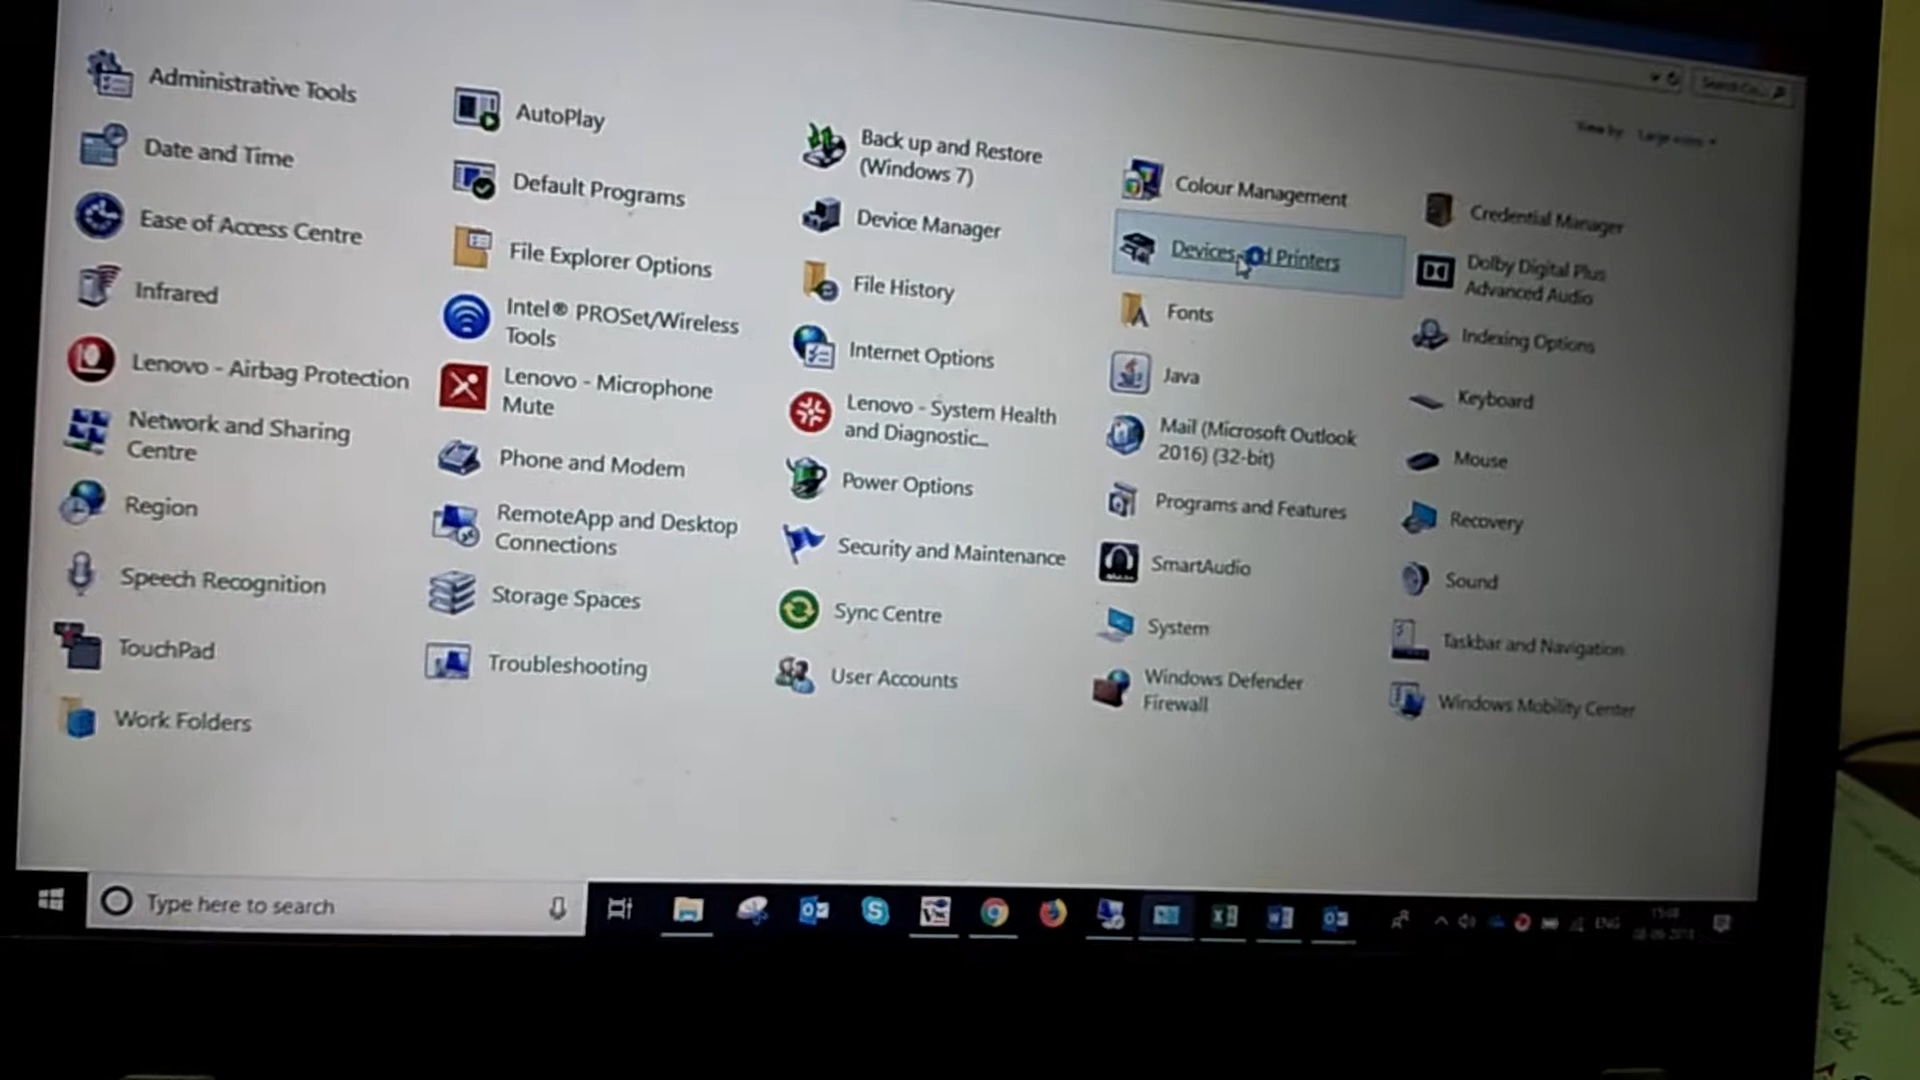 View by: Large icons
Administrative Tools
AutoPlay
Back up and Restore
(Windows 7)
Colour Management
Credential Manager
Date and Time
Default Programs
Device Manager
Devices Printers
Dolby Digital Plus
Advanced Audio
Ease of Access Centre
File Explorer Options
File History
Fonts
Indexing Options
Infrared
Intel® PROSet/Wireless
Tools
Internet Options
Java
Keyboard
Lenovo - Airbag Protection
Lenovo - Microphone
Mute
Lenovo - System Health
and Diagnostic...
Mail (Microsoft Outlook
2016) (32-bit)
Mouse
Network and Sharing
Centre
Phone and Modem
Power Options
Programs and Features
Recovery
Region
RemoteApp and Desktop
Connections
Security and Maintenance
SmartAudio
Sound
Speech Recognition
Storage Spaces
Sync Centre
System
Taskbar and Navigation
TouchPad
Troubleshooting
User Accounts
Windows Defender
Firewall
Windows Mobility Center
Work Folders
Type here to search
ENG